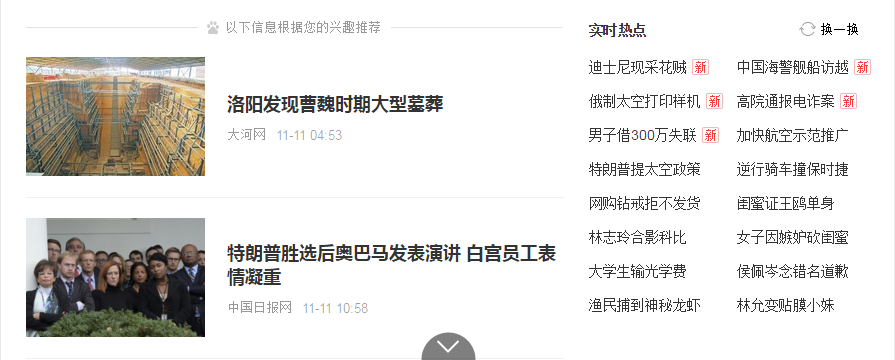 以下信息根据您的兴趣推荐
洛阳发现曹魏时期大型墓葬
大河网 11-11 04:53
特朗普胜选后奥巴马发表演讲 白宫员工表
情凝重
中国日报网 11-11 10:58
实时热点 换一换
迪士尼现采花贼 新 中国海警舰船访越 新
俄制太空打印样机 新 高院通报电诈案 新
男子借300万失联 新 加快航空示范推广
特朗普提太空政策 逆行骑车撞保时捷
网购钻戒拒不发货 闺蜜证王鸥单身
林志玲合影科比 女子因嫉妒砍闺蜜
大学生输光学费 侯佩岑念错名道歉
渔民捕到神秘龙虾 林允变贴膜小妹